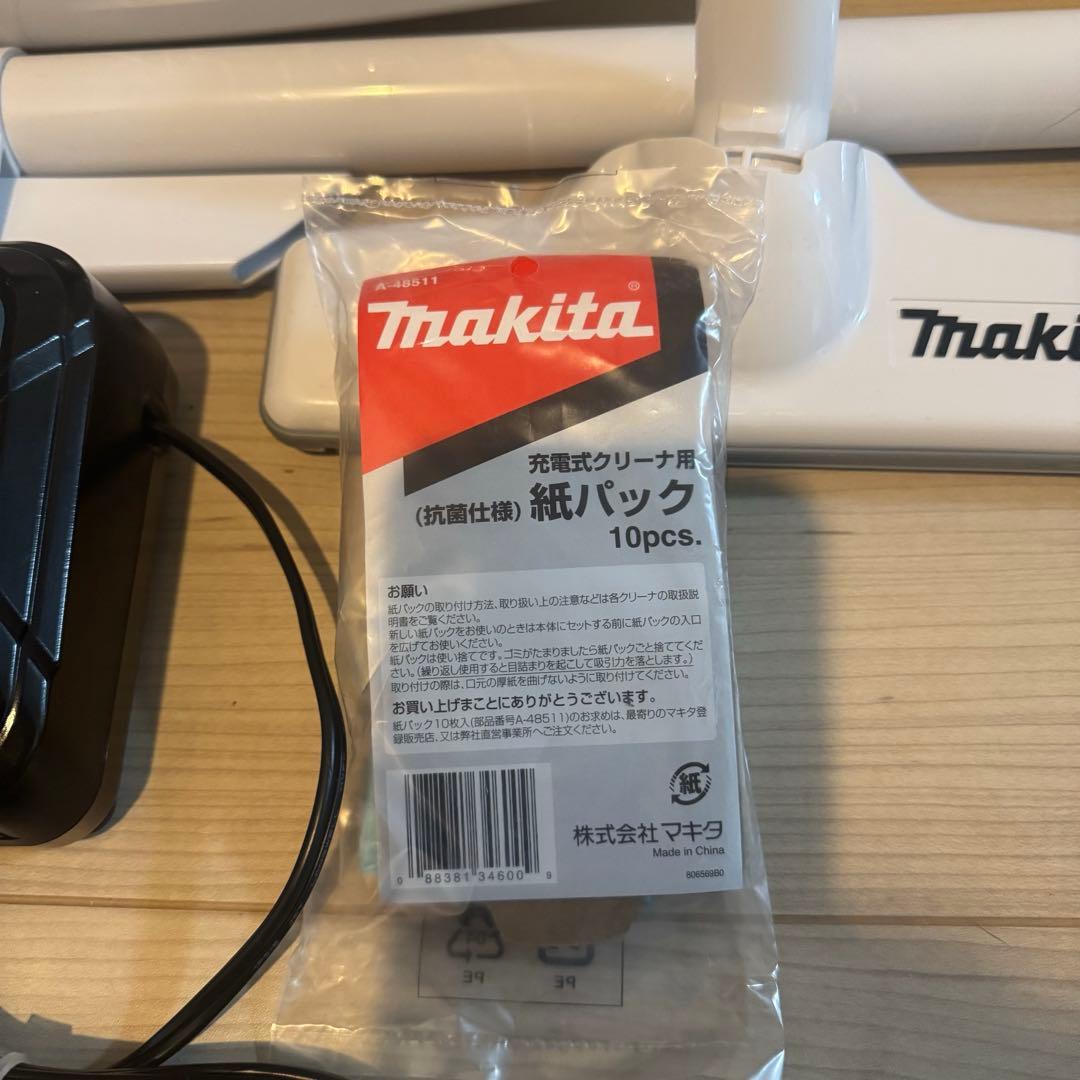 A-48511
makita®
充電式クリーナ用
(抗菌仕様) 紙パック
10pcs.
お願い
紙パックの取り付け方法、取り扱い上の注意などは各クリーナの取扱説
明書をご覧ください。
新しい紙パックをお使いのときは本体にセットする前に紙パックの入口
を広げてお使いください。
紙パックは使い捨てです。ゴミがたまりましたら紙パックごと捨ててくだ
さい。(繰り返し使用すると目詰まりを起こして吸引力を落とします。)
取り付けの際は、口元の厚紙を曲げないように取り付けてください。
お買い上げまことにありがとうございます。
紙パック10枚入(部品番号A-48511)のお求めは、最寄りのマキタ登
録販売店、又は弊社直営事業所へご注文ください。
0 88381 34600 9
紙
株式会社 マキタ
Made in China
806569B0
PE
PE
maki